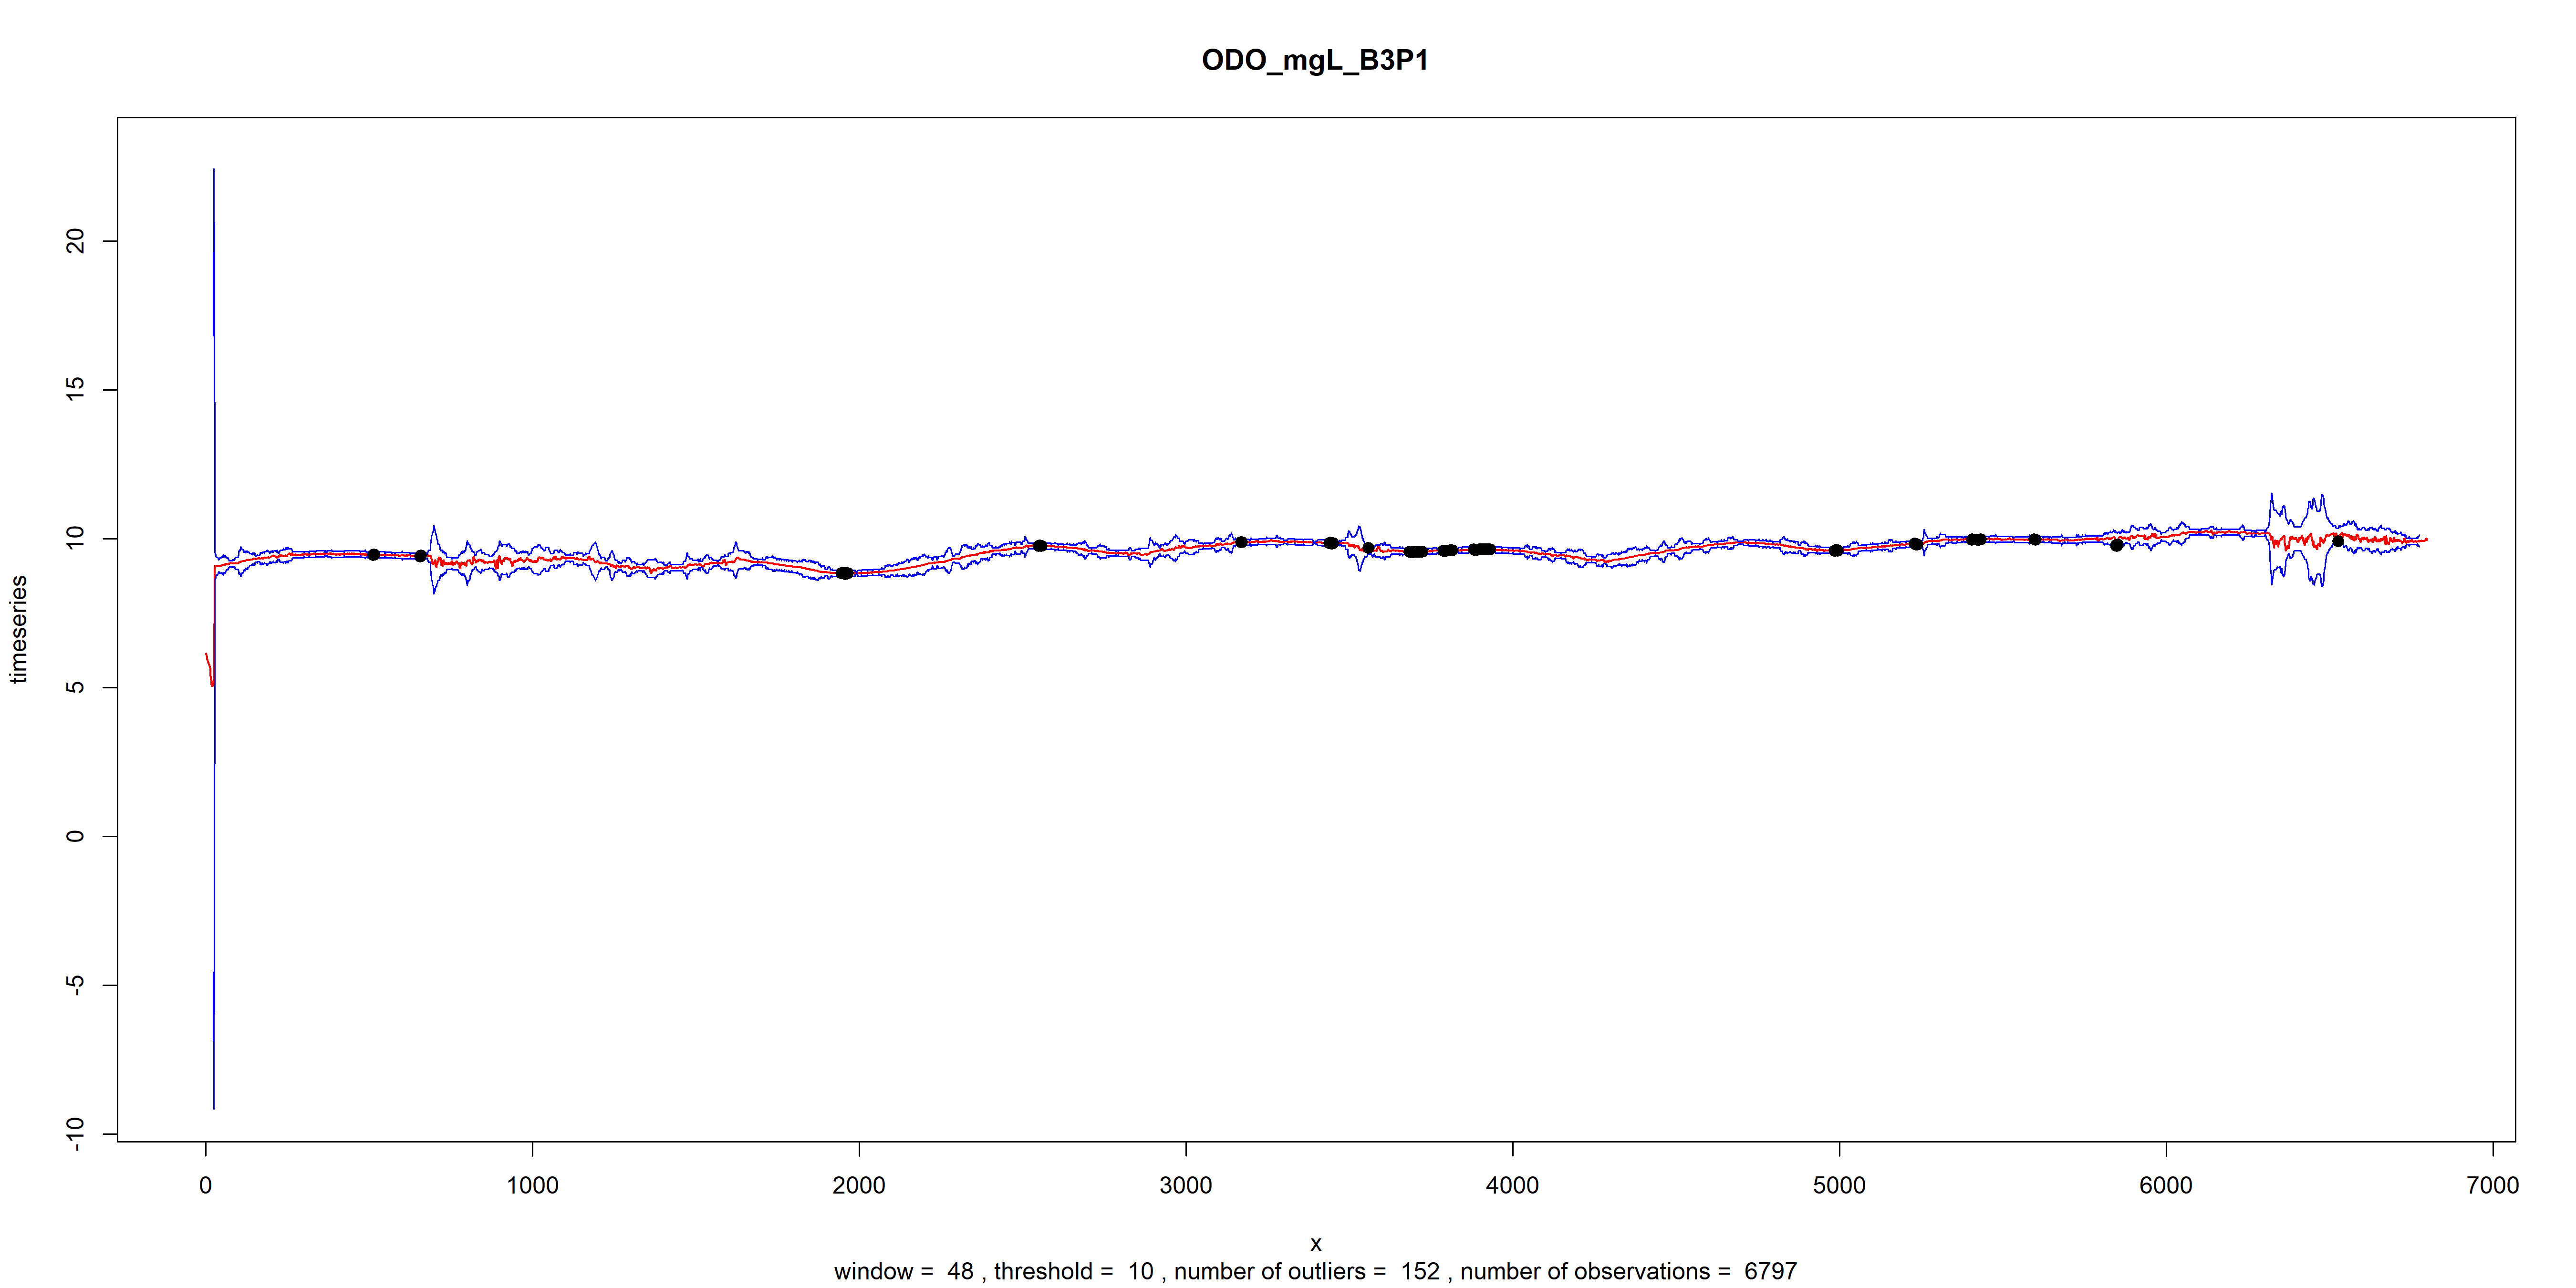 ODO_mgL_B3P1
timeseries
20
15
10
5
0
-5
-10
0 1000 2000 3000 4000 5000 6000 7000
x
window =  48 , threshold =  10 , number of outliers =  152 , number of observations =  6797